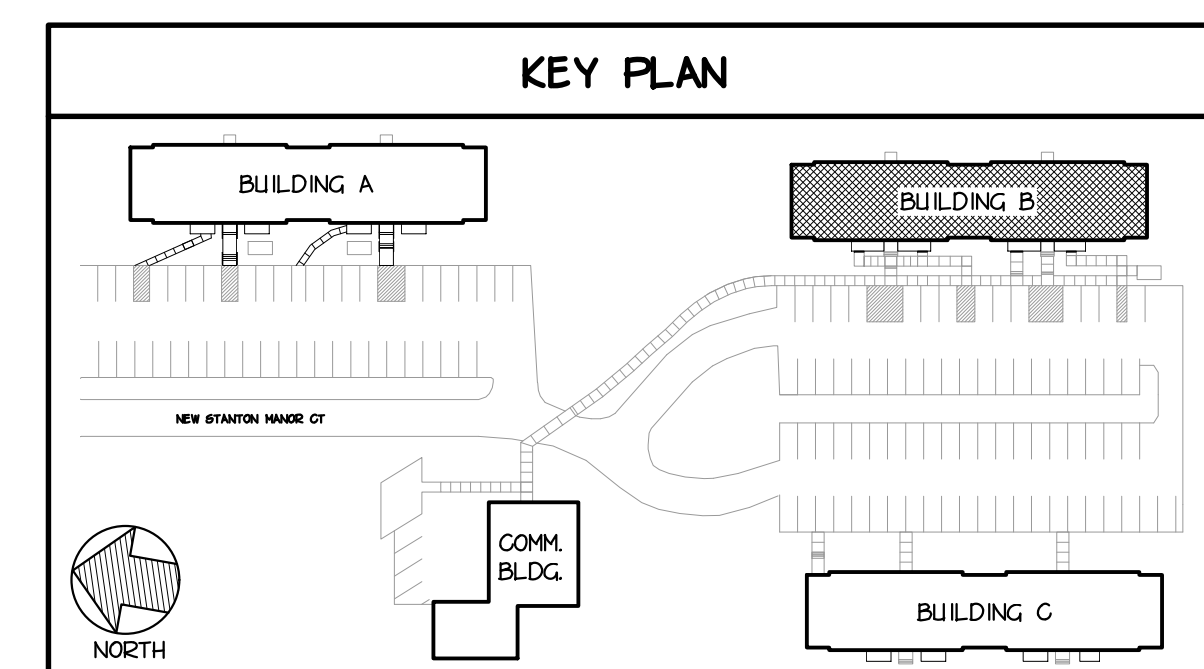 KEY PLAN
BUILDING A
BUILDING B
NEW STANTON MANOR CT
COMM.
BLDG.
BUILDING C
NORTH